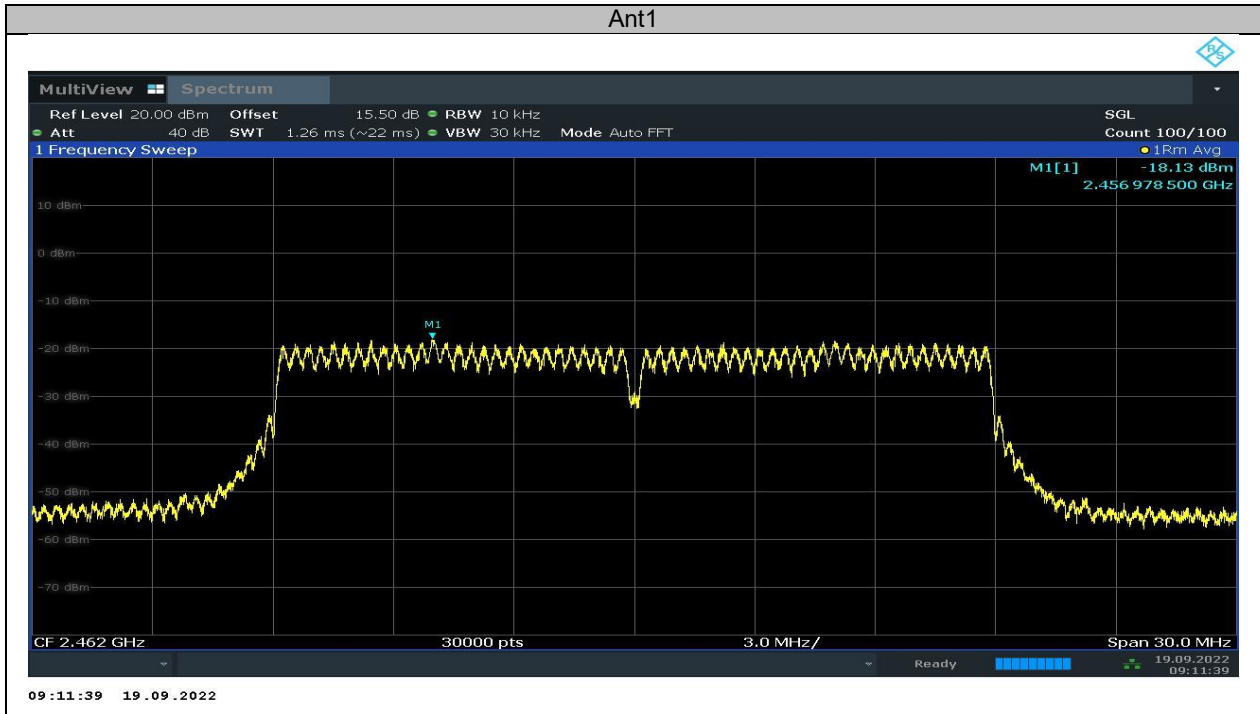 Ant1
R&S
MultiView Spectrum
Ref Level 20.00 dBm Offset 15.50 dB RBW 10 kHz SGL
Att 40 dB SWT 1.26 ms (~22 ms) VBW 30 kHz Mode Auto FFT Count 100/100
1 Frequency Sweep 1Rm Avg
M1[1] -18.13 dBm
2.456 978 500 GHz
10 dBm
0 dBm
-10 dBm
M1
-20 dBm
-30 dBm
-40 dBm
-50 dBm
-60 dBm
-70 dBm
CF 2.462 GHz 30000 pts 3.0 MHz/ Span 30.0 MHz
Ready 19.09.2022
09:11:39
09:11:39 19.09.2022